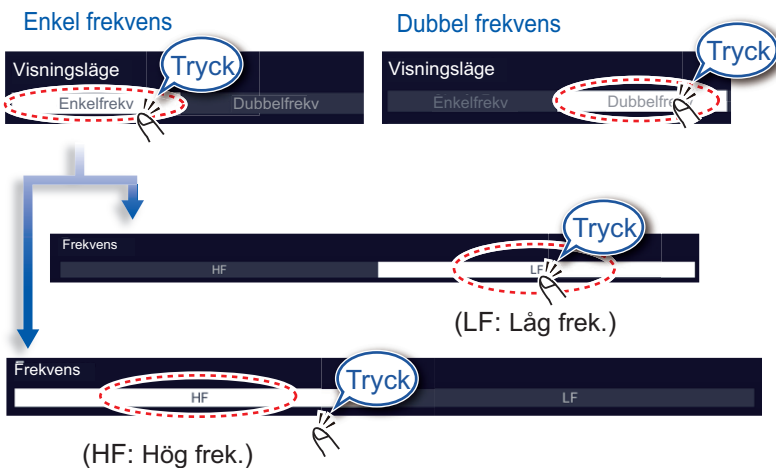 Enkel frekvens
Dubbel frekvens
Visningsläge
Tryck
Enkelfrekv
Dubbelfrekv
Visningsläge
Tryck
Enkelfrekv
Dubbelfrekv
Tryck
Frekvens
HF
LF
(LF: Låg frek.)
Frekvens
Tryck
HF
LF
(HF: Hög frek.)